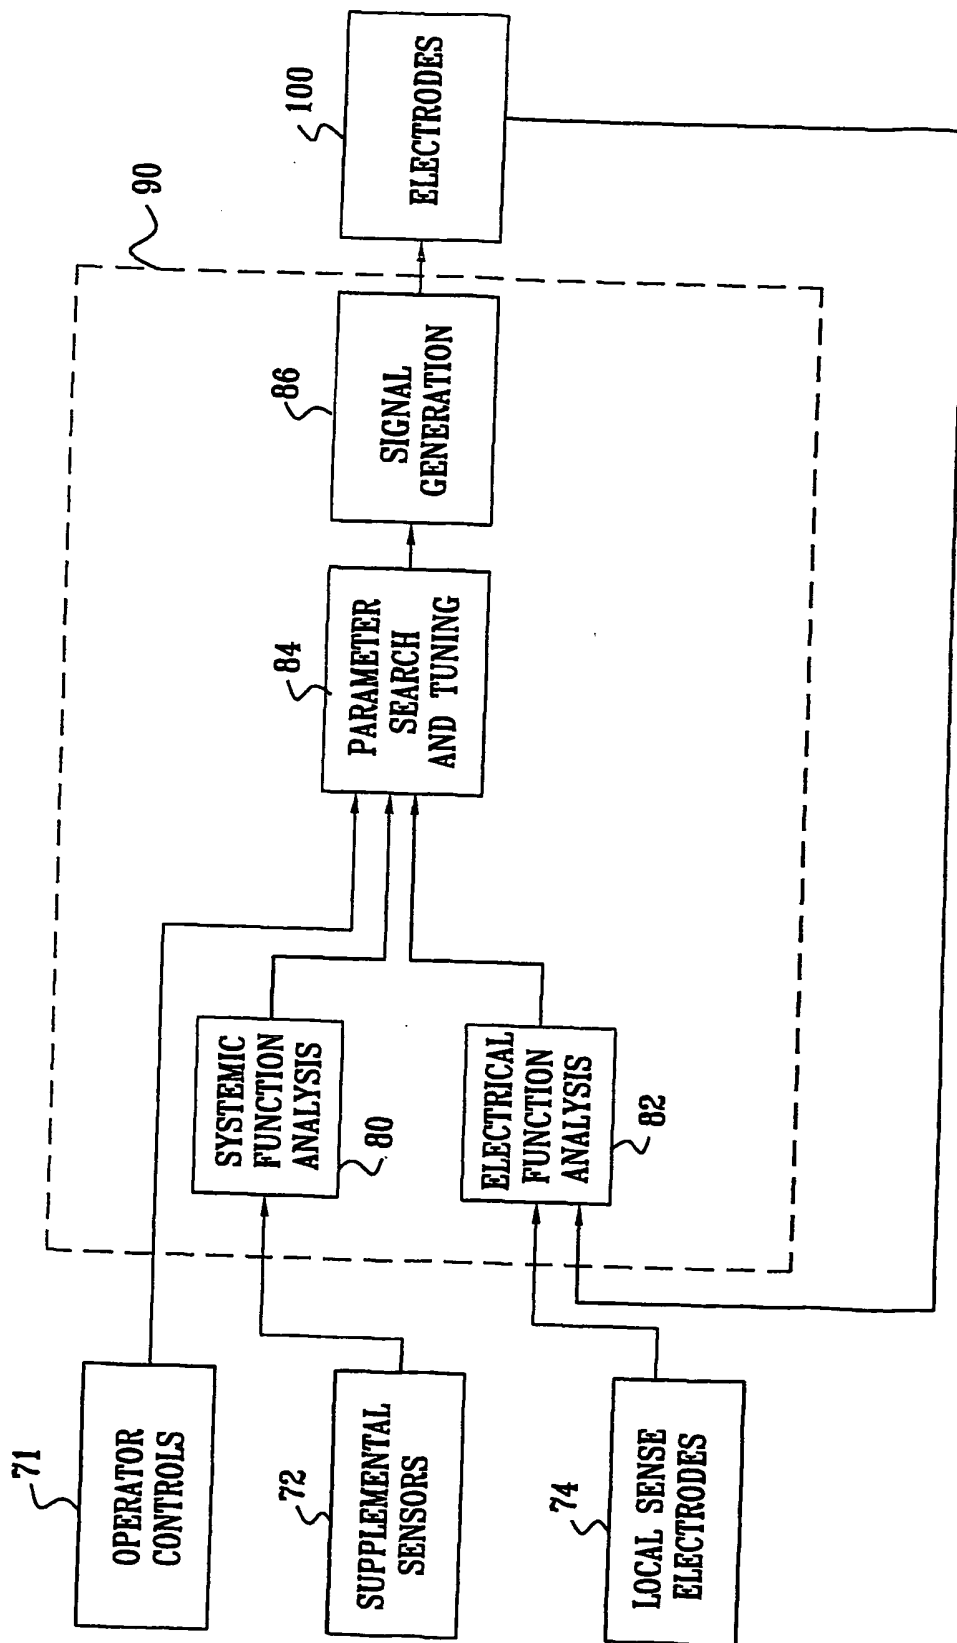 71
OPERATOR
CONTROLS
72
SUPPLEMENTAL
SENSORS
74
LOCAL SENSE
ELECTRODES
SYSTEMIC
FUNCTION
ANALYSIS
80
ELECTRICAL
FUNCTION
ANALYSIS
82
84
PARAMETER
SEARCH
AND TUNING
86
SIGNAL
GENERATION
90
100
ELECTRODES